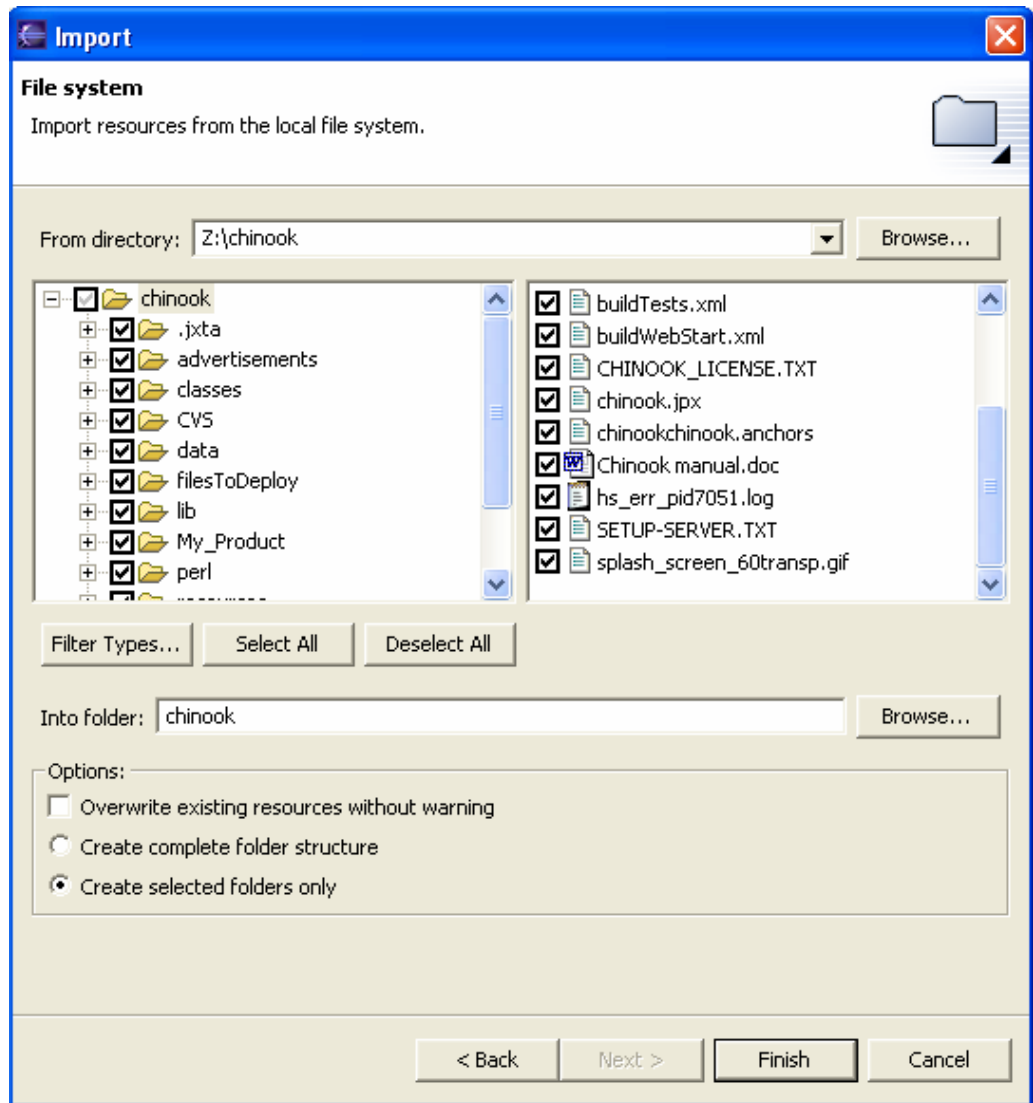 Import
File system
Import resources from the local file system.
From directory: Z:\chinook Browse...
chinook
.jxta
advertisements
classes
CVS
data
filesToDeploy
lib
My_Product
perl
buildTests.xml
buildWebStart.xml
CHINOOK_LICENSE.TXT
chinook.jpx
chinookchinook.anchors
Chinook manual.doc
hs_err_pid7051.log
SETUP-SERVER.TXT
splash_screen_60transp.gif
Filter Types... Select All Deselect All
Into folder: chinook Browse...
Options:
Overwrite existing resources without warning
Create complete folder structure
Create selected folders only
< Back Next > Finish Cancel